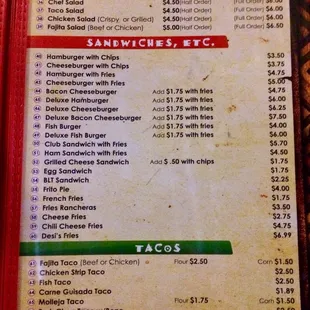 Chef Salad $4.50(Half Order) (Full Order) $6.50
Taco Salad $4.50(Half Order) (Full Order) $6.00
Chicken Salad (Crispy or Grilled) $4.50(Half Order) (Full Order) $6.50
Fajita Salad (Beef or Chicken) $5.00(Half Order) (Full Order) $6.50
SANDWICHES, ETC.
Hamburger with Chips $3.50
Cheeseburger with Chips $3.75
Hamburger with Fries $4.75
Cheeseburger with Fries $5.00
Bacon Cheeseburger Add $1.75 with fries $4.75
Deluxe Hamburger Add $1.75 with fries $6.00
Deluxe Cheeseburger Add $1.75 with fries $6.25
Deluxe Bacon Cheeseburger Add $1.75 with fries $7.50
Fish Burger Add $1.75 with fries $4.00
Deluxe Fish Burger Add $1.75 with fries $6.00
Club Sandwich with Fries $5.70
Ham Sandwich with Fries $4.50
Grilled Cheese Sandwich Add $ .50 with chips $1.75
Egg Sandwich $1.75
BLT Sandwich $2.25
Frito Pie $4.00
French Fries $1.75
Fries Rancheras $3.50
Cheese Fries $2.75
Chili Cheese Fries $4.75
Desi's Fries $6.99
TACOS
Fajita Taco (Beef or Chicken) Flour $2.50 Corn $1.50
Chicken Strip Taco $2.50
Fish Taco $2.50
Carne Guisada Taco $1.89
Molleja Taco Flour $1.75 Corn $1.50